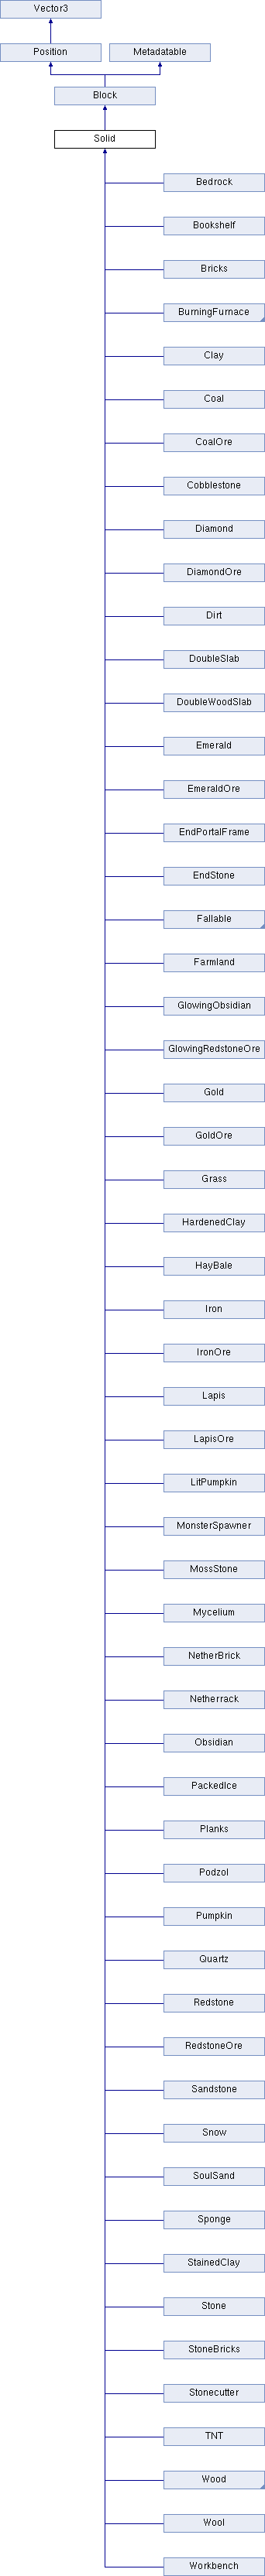 Vector3
Position
Metadatable
Block
Solid
Bedrock
Bookshelf
Bricks
BurningFurnace
Clay
Coal
CoalOre
Cobblestone
Diamond
DiamondOre
Dirt
DoubleSlab
DoubleWoodSlab
Emerald
EmeraldOre
EndPortalFrame
EndStone
Fallable
Farmland
GlowingObsidian
GlowingRedstoneOre
Gold
GoldOre
Grass
HardenedClay
HayBale
Iron
IronOre
Lapis
LapisOre
LitPumpkin
MonsterSpawner
MossStone
Mycelium
NetherBrick
Netherrack
Obsidian
PackedIce
Planks
Podzol
Pumpkin
Quartz
Redstone
RedstoneOre
Sandstone
Snow
SoulSand
Sponge
StainedClay
Stone
StoneBricks
Stonecutter
TNT
Wood
Wool
Workbench